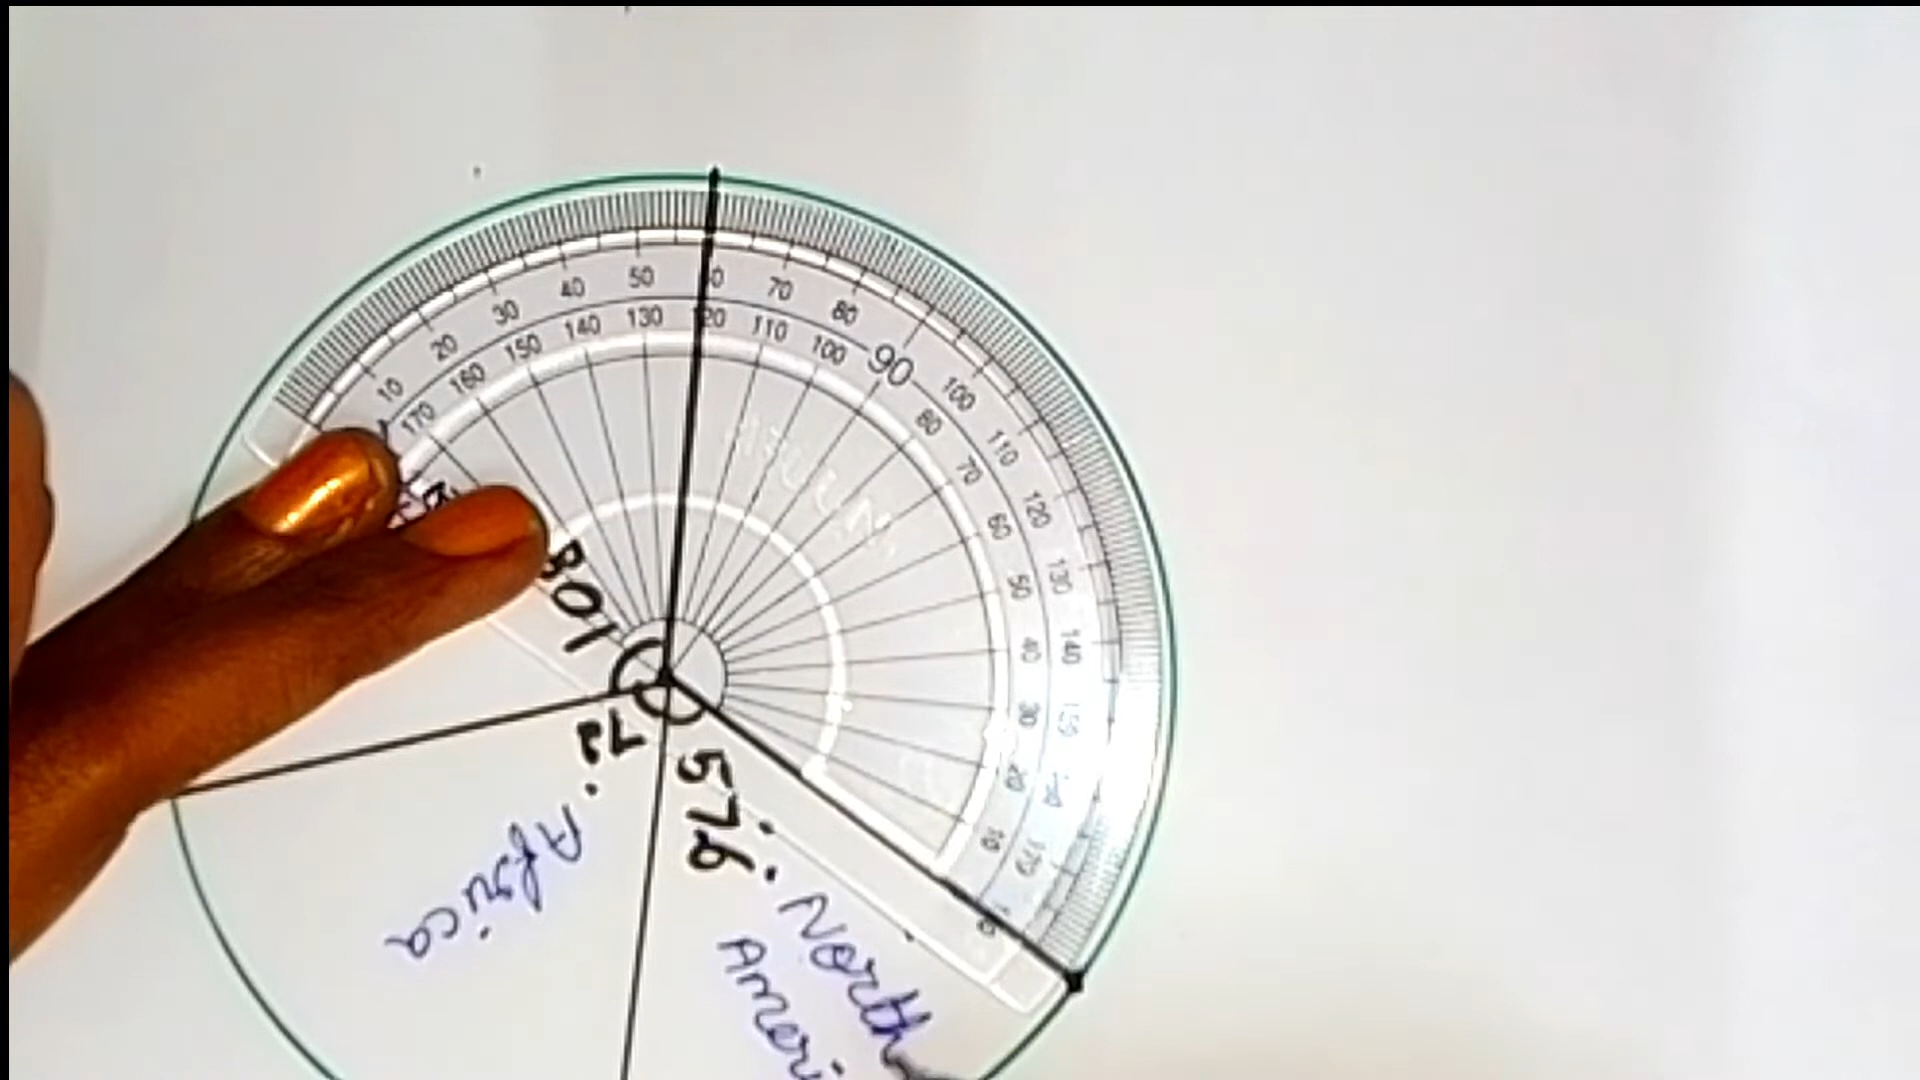 10 20 30 40 50 60 70 80 90 100 110 120 130 140 150 160 170
170 160 150 140 130 120 110 100 80 70 60 50 40 30 20 10
108
72.
57.6.
Africa
North
Ameri